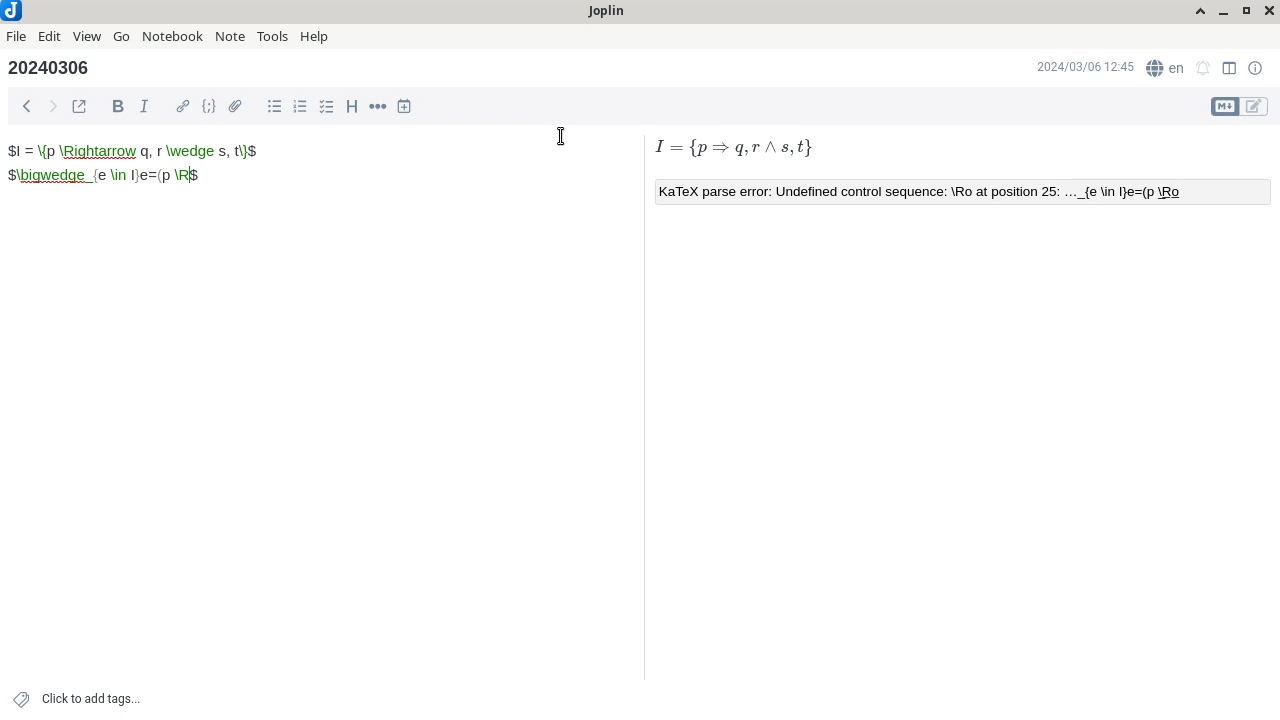 Joplin
File Edit View Go Notebook Note Tools Help
20240306
2024/03/06 12:45 en
B I H M
$I = \{p \Rightarrow q, r \wedge s, t\}$
$\bigwedge_{e \in I}e=(p \R$
I = {p ⇒ q, r ∧ s, t}
KaTeX parse error: Undefined control sequence: \Ro at position 25: …_{e \in I}e=(p \Ro
Click to add tags...